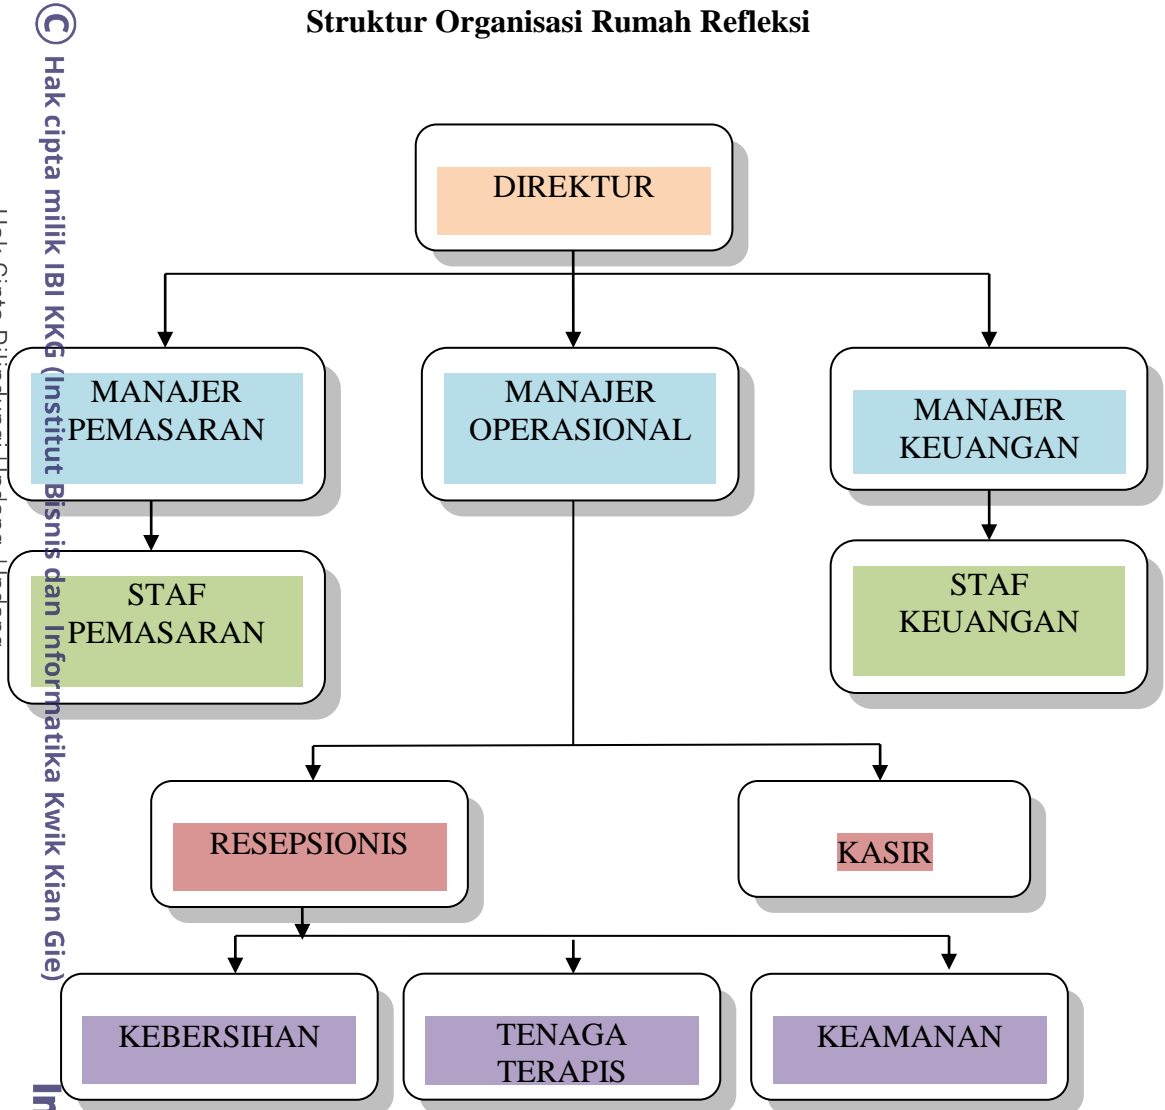 Struktur Organisasi Rumah Refleksi
DIREKTUR
MANAJER
PEMASARAN
MANAJER
OPERASIONAL
MANAJER
KEUANGAN
STAF
PEMASARAN
STAF
KEUANGAN
RESEPSIONIS
KASIR
KEBERSIHAN
TENAGA
TERAPIS
KEAMANAN
© Hak cipta milik IBI KKG (Institut Bisnis dan Informatika Kwik Kian Gie)